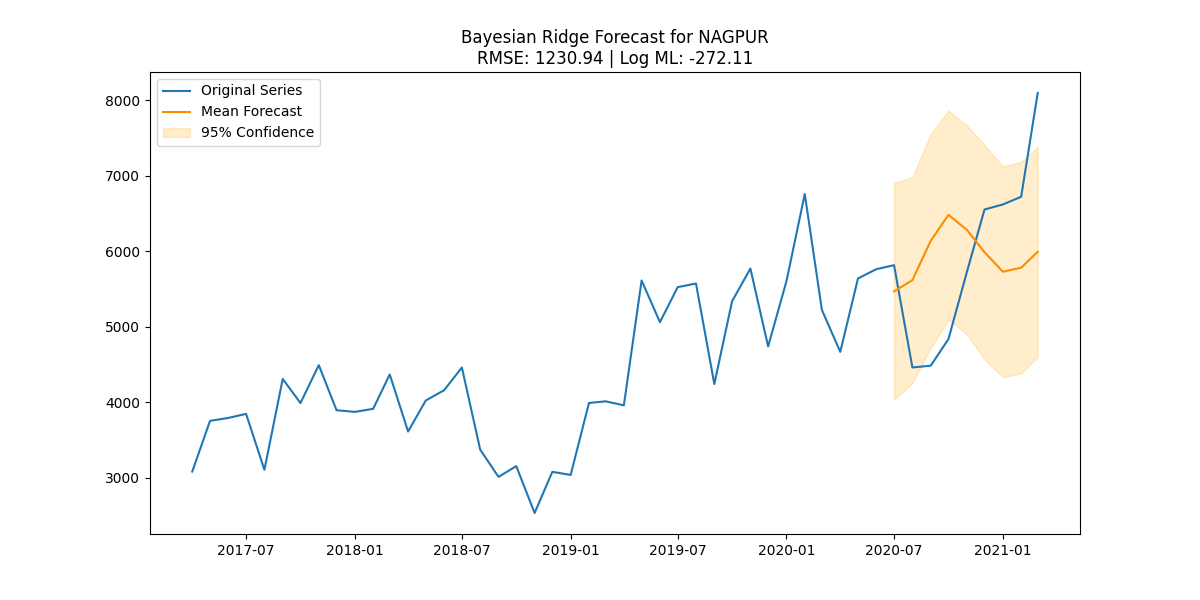 Bayesian Ridge Forecast for NAGPUR
RMSE: 1230.94 | Log ML: -272.11
Original Series
Mean Forecast
95% Confidence
8000
7000
6000
5000
4000
3000
2017-07
2018-01
2018-07
2019-01
2019-07
2020-01
2020-07
2021-01